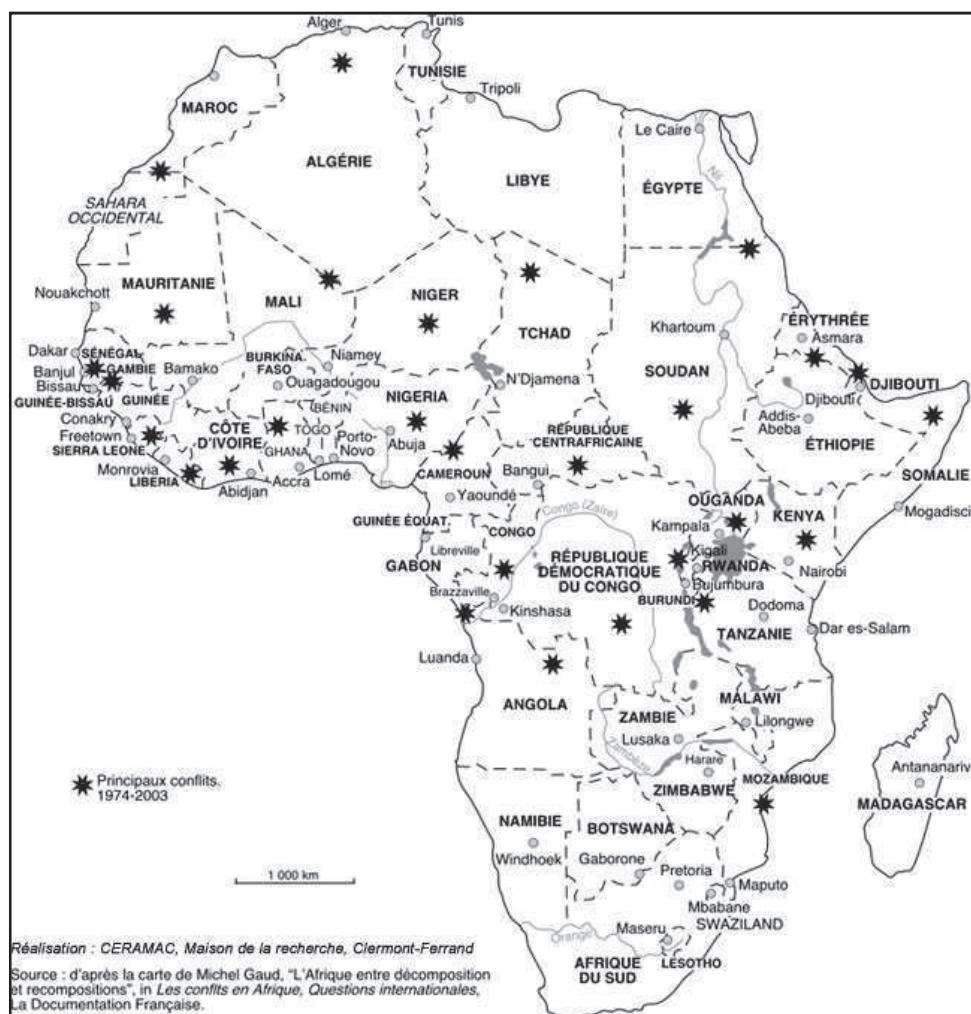 Alger
Tunis
TUNISIE
MAROC
Tripoli
Le Caire
ALGÉRIE
LIBYE
ÉGYPTE
Nil
SAHARA
OCCIDENTAL
MAURITANIE
MALI
NIGER
TCHAD
Nouakchott
Khartoum
ÉRYTHRÉE
Asmara
Dakar
SÉNÉGAL
Banjul
GAMBIE
Bamako
BURKINA
FASO
Niamey
N'Djamena
SOUDAN
DJIBOUTI
Djibouti
Bissau
GUINÉE-BISSAU
GUINÉE
Ouagadougou
BÉNIN
NIGERIA
Addis-
Abeba
ÉTHIOPIE
Conakry
Freetown
SIERRA LEONE
CÔTE
D'IVOIRE
TOGO
GHANA
Porto-
Novo
Abuja
RÉPUBLIQUE
CENTRAFRICAINE
SOMALIE
Monrovia
LIBERIA
Abidjan
Accra
Lomé
CAMEROUN
Bangui
Yaoundé
OUGANDA
KENYA
Mogadisci
GUINÉE ÉQUAT.
CONGO
Congo (Zaïre)
Kampala
Libreville
GABON
RÉPUBLIQUE
DÉMOCRATIQUE
DU CONGO
Kigali
RWANDA
Nairobi
Bujumbura
Brazzaville
Kinshasa
BURUNDI
Dodoma
TANZANIE
Dar es-Salam
Luanda
ANGOLA
MALAWI
ZAMBIE
Lilongwe
Lusaka
Zambèze
Harare
MOZAMBIQUE
ZIMBABWE
Antananariv
MADAGASCAR
Principaux conflits.
1974-2003
NAMIBIE
BOTSWANA
Windhoek
Gaborone
Pretoria
Maputo
1 000 km
Mbabane
SWAZILAND
Maseru
Orange
LESOTHO
AFRIQUE
DU SUD
Réalisation : CERAMAC, Maison de la recherche, Clermont-Ferrand
Source : d'après la carte de Michel Gaud, "L'Afrique entre décomposition
et recompositions", in Les conflts en Afrique, Questions internationales,
La Documentation Française.